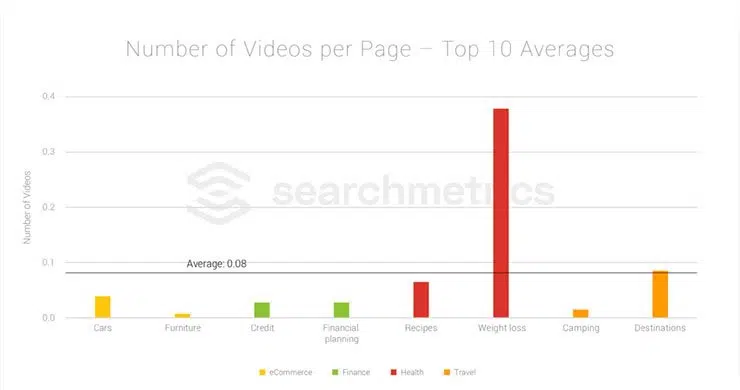 Number of Videos per Page – Top 10 Averages
Number of Videos
0.4
0.3
0.2
0.1
0.0
searchmetrics
Average: 0.08
Cars
Furniture
Credit
Financial
planning
Recipes
Weight loss
Camping
Destinations
eCommerce
Finance
Health
Travel